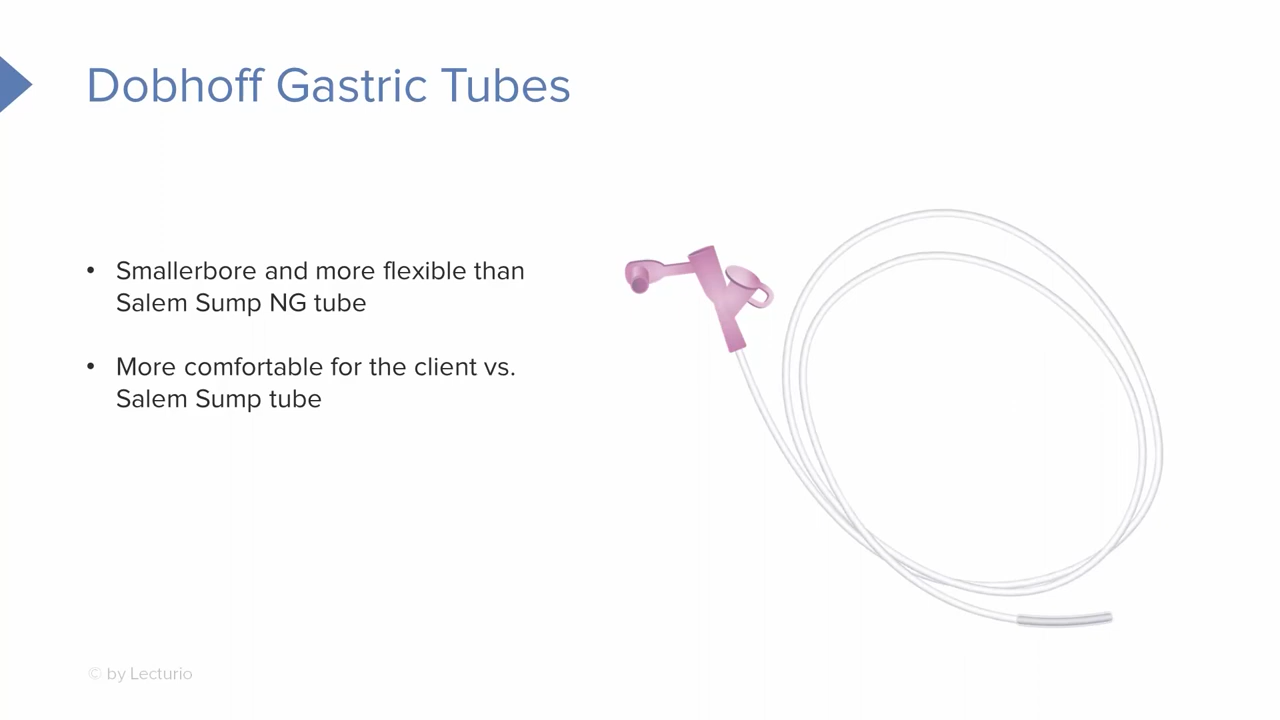 Dobhoff Gastric Tubes
• Smallerbore and more flexible than
Salem Sump NG tube
• More comfortable for the client vs.
Salem Sump tube
© by Lecturio